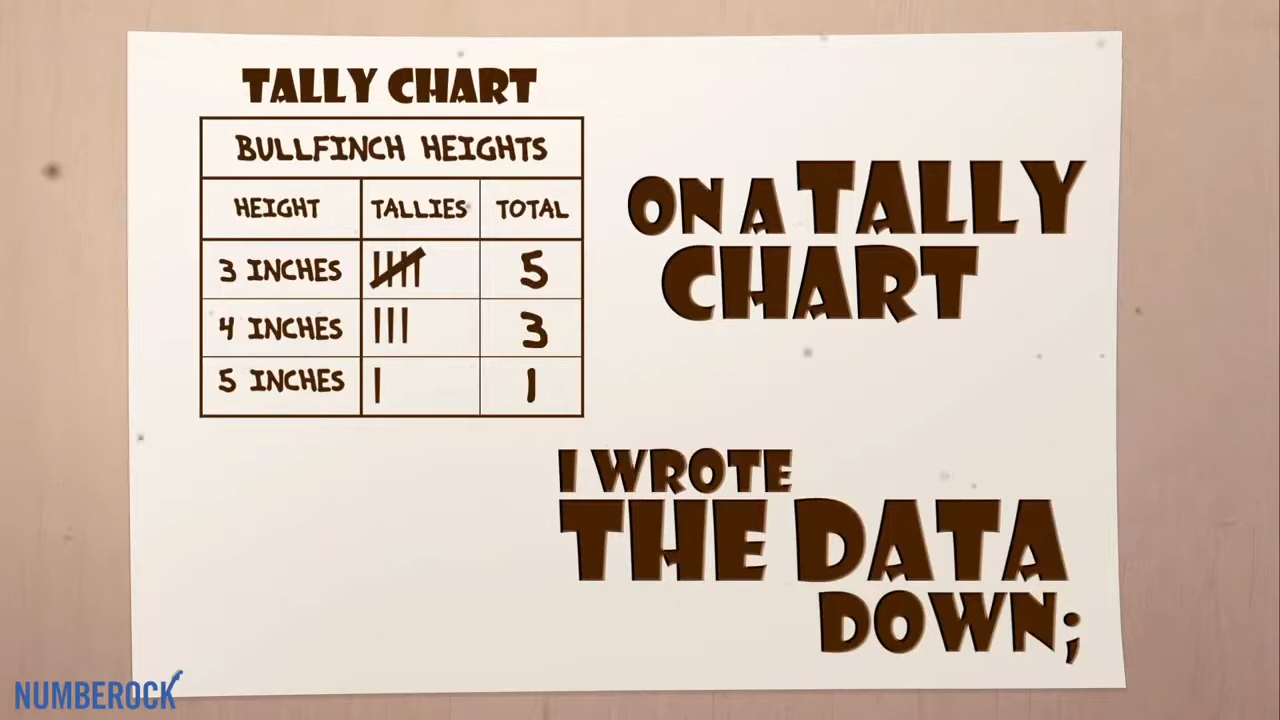 TALLY CHART
BULLFINCH HEIGHTS
HEIGHT TALLIES TOTAL
3 INCHES 5
4 INCHES 3
5 INCHES 1
ON A TALLY
CHART
I WROTE
THE DATA
DOWN;
NUMBEROCK